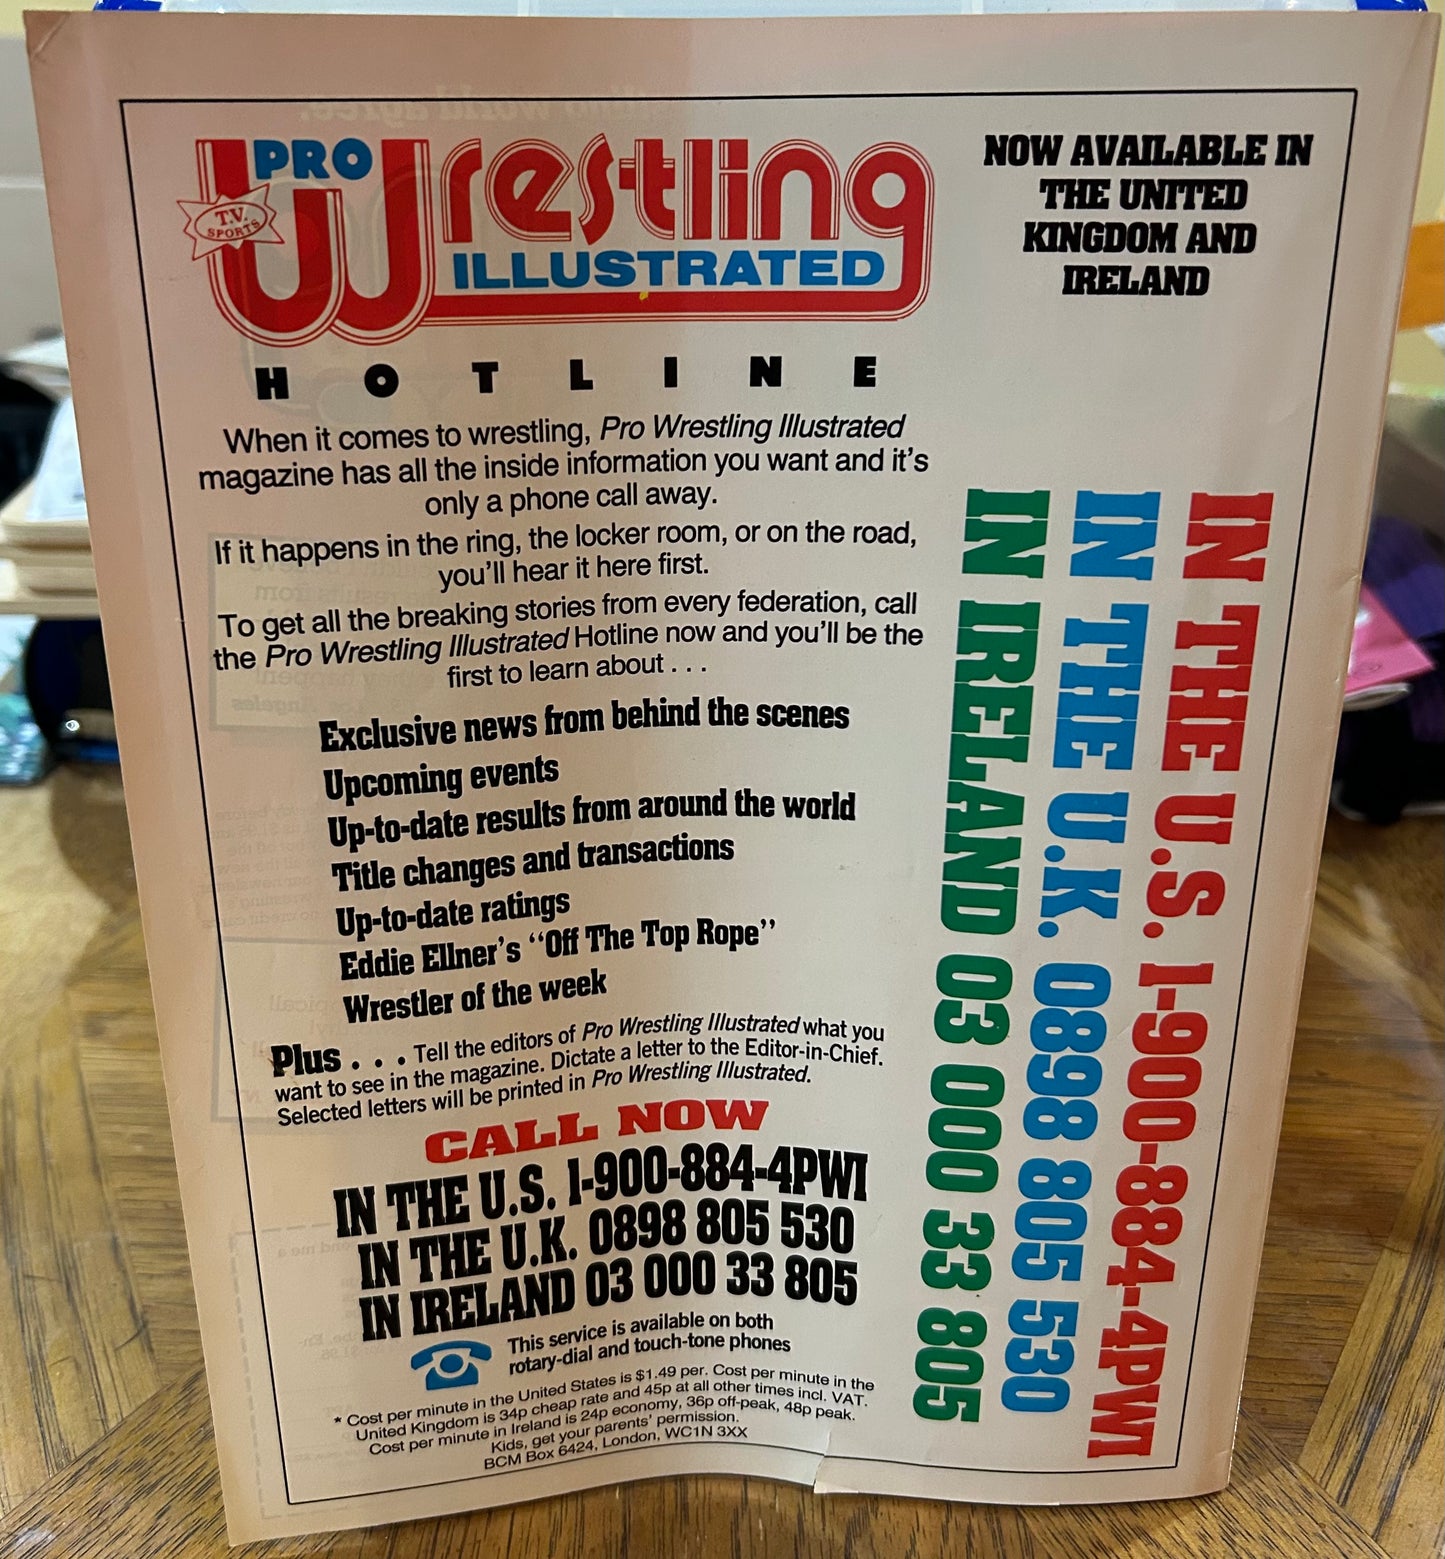 PRO
Wrestling
T.V.
SPORTS
ILLUSTRATED
HOTLINE
NOW AVAILABLE IN
THE UNITED
KINGDOM AND
IRELAND
When it comes to wrestling, Pro Wrestling Illustrated
magazine has all the inside information you want and it's
only a phone call away.
If it happens in the ring, the locker room, or on the road,
you'll hear it here first.
To get all the breaking stories from every federation, call
the Pro Wrestling Illustrated Hotline now and you'll be the
first to learn about . . .
Exclusive news from behind the scenes
Upcoming events
Up-to-date results from around the world
Title changes and transactions
Up-to-date ratings
Eddie Ellner's "Off The Top Rope"
Wrestler of the week
Plus . . . Tell the editors of Pro Wrestling Illustrated what you
want to see in the magazine. Dictate a letter to the Editor-in-Chief.
Selected letters will be printed in Pro Wrestling Illustrated.
CALL NOW
IN THE U.S. 1-900-884-4PWI
IN THE U.K. 0898 805 530
IN IRELAND 03 000 33 805
This service is available on both
rotary-dial and touch-tone phones
* Cost per minute in the United States is $1.49 per. Cost per minute in the
United Kingdom is 34p cheap rate and 45p at all other times incl. VAT.
Cost per minute in Ireland is 24p economy, 36p off-peak, 48p peak.
Kids, get your parents' permission.
BCM Box 6424, London, WC1N 3XX
IN THE U.S. 1-900-884-4PWI
IN THE U.K. 0898 805 530
IN IRELAND 03 000 33 805